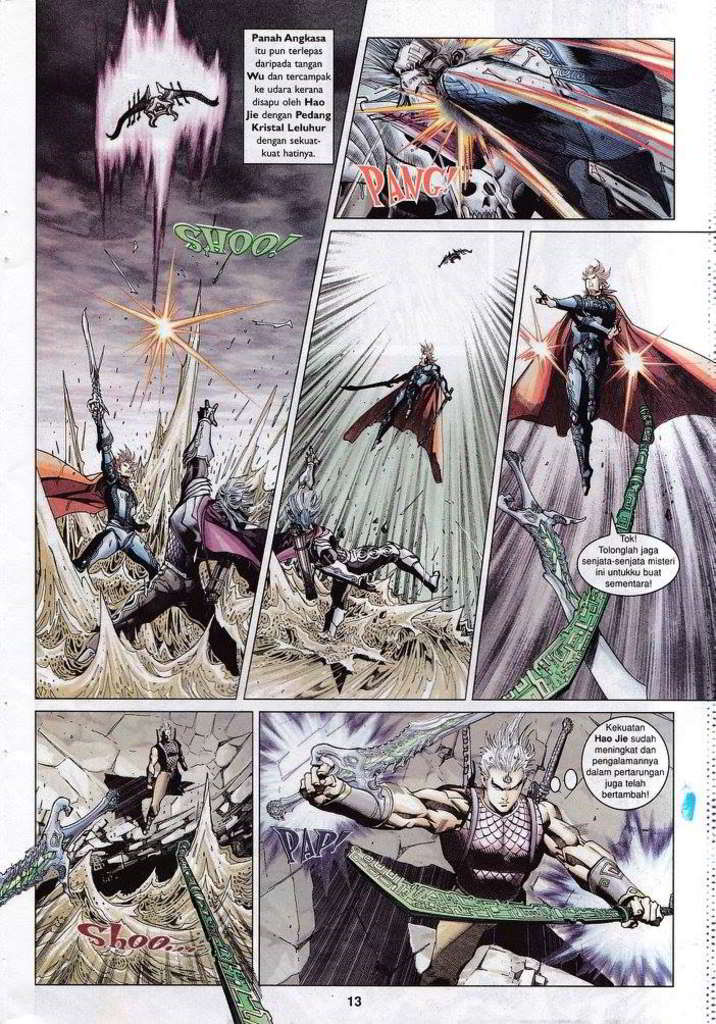 Panah Angkasa
itu pun terlepas
daripada tangan
Wu dan tercampak
ke udara kerana
disapu oleh Hao
Jie dengan Pedang
Kristal Leluhur
dengan sekuat-
kuat hatinya.
PANG!
SHOO!
Tok!
Tolonglah jaga
senjata-senjata misteri
ini untukku buat
sementara!
Shoo...
PAP!
Kekuatan
Hao Jie sudah
meningkat dan
pengalamannya
dalam pertarungan
juga telah
bertambah!
13